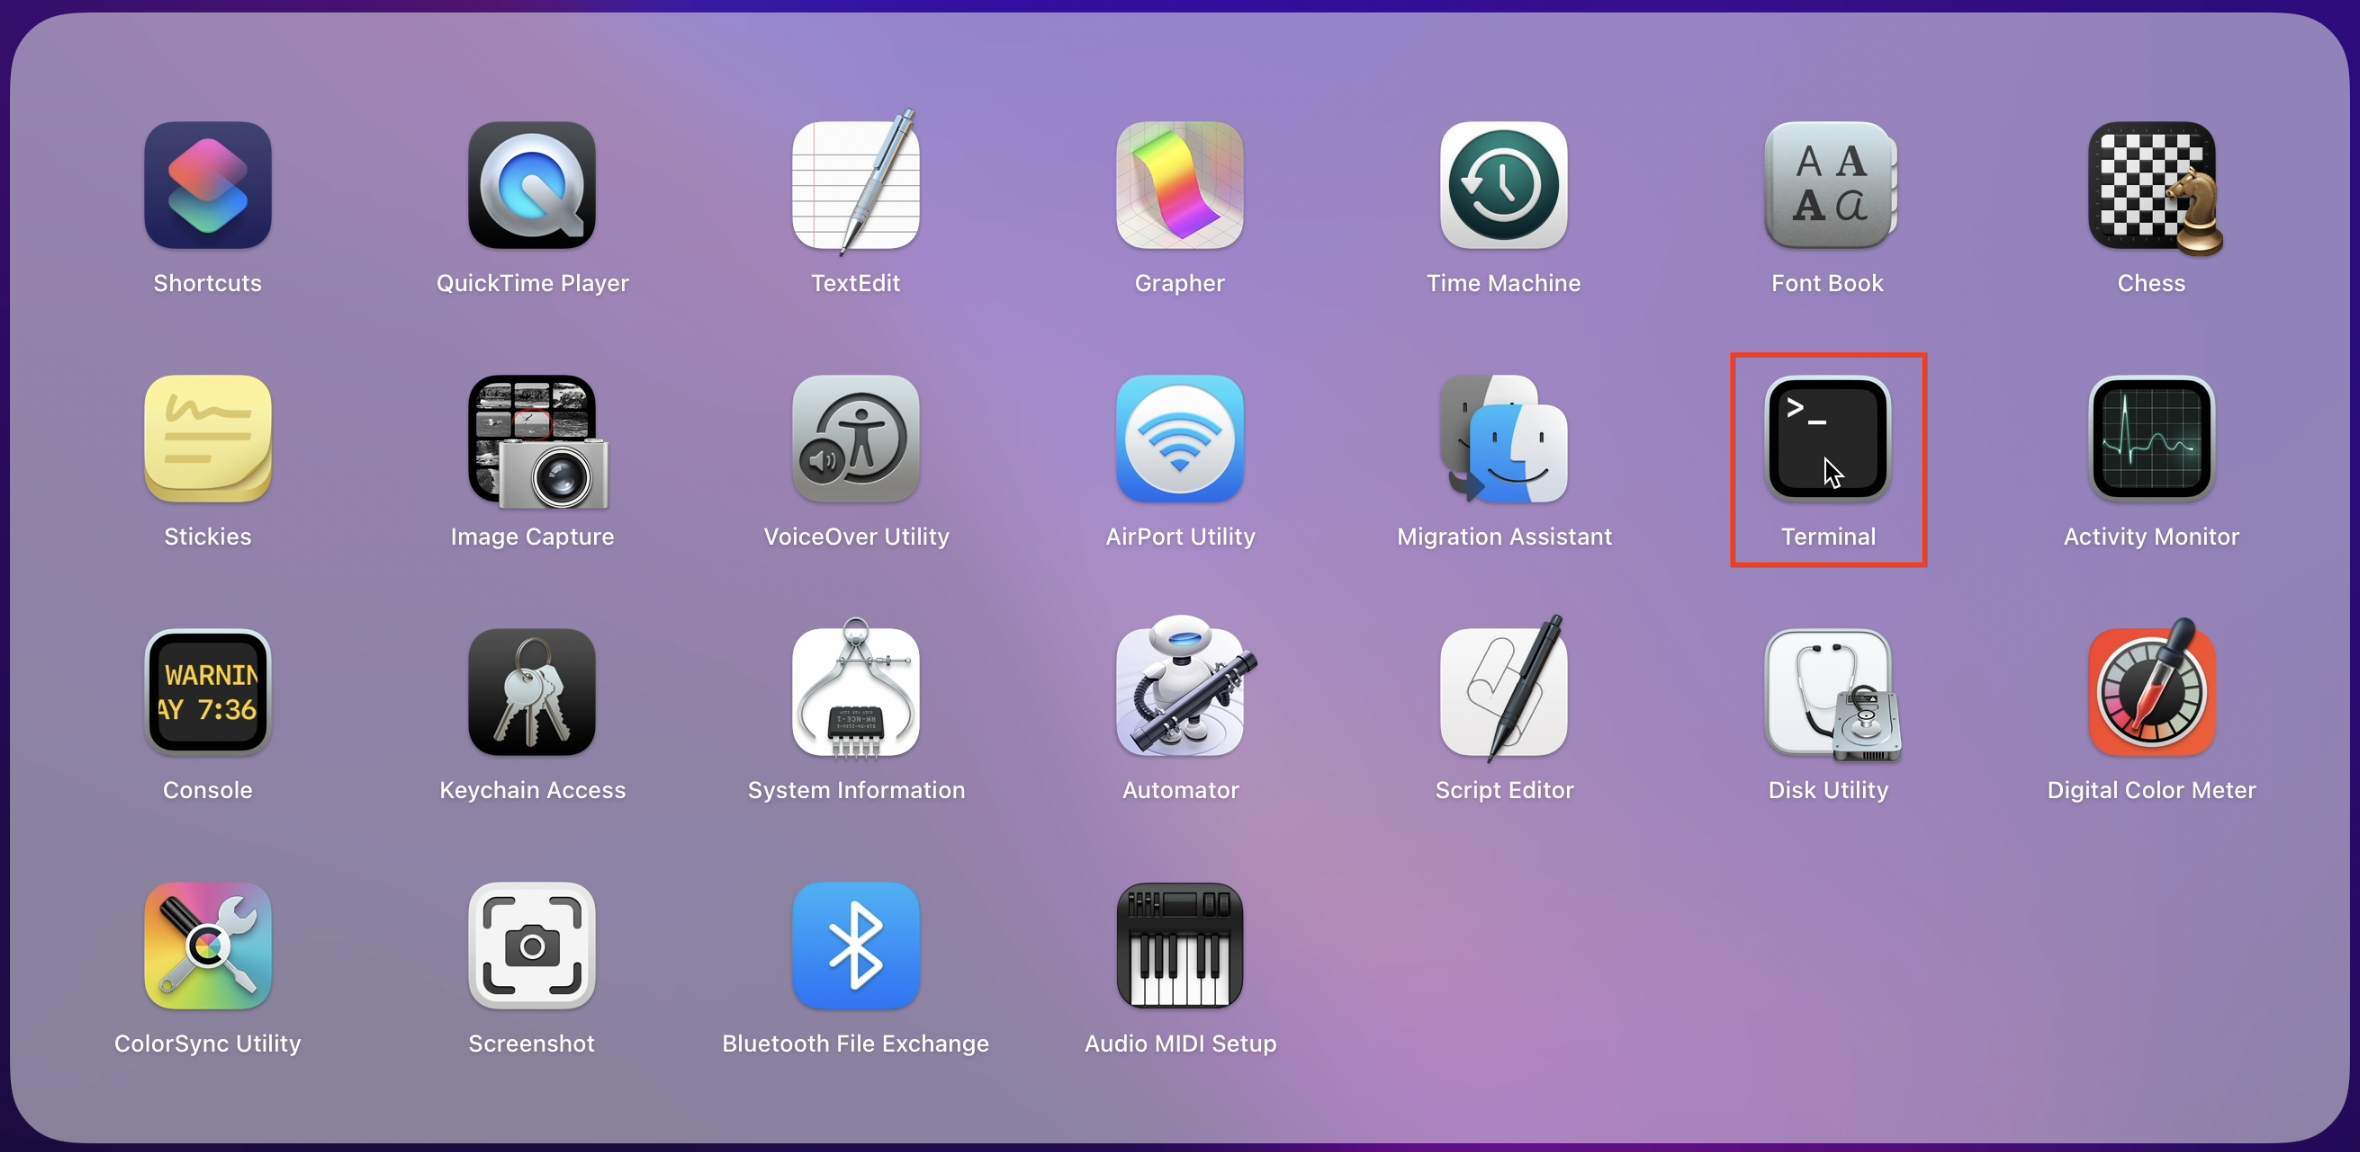 Shortcuts
QuickTime Player
TextEdit
Grapher
Time Machine
A A
A a
Font Book
Chess
Stickies
Image Capture
VoiceOver Utility
AirPort Utility
Migration Assistant
>_
Terminal
Activity Monitor
WARNIN
AY 7:36
Console
Keychain Access
System Information
Automator
Script Editor
Disk Utility
Digital Color Meter
ColorSync Utility
Screenshot
Bluetooth File Exchange
Audio MIDI Setup